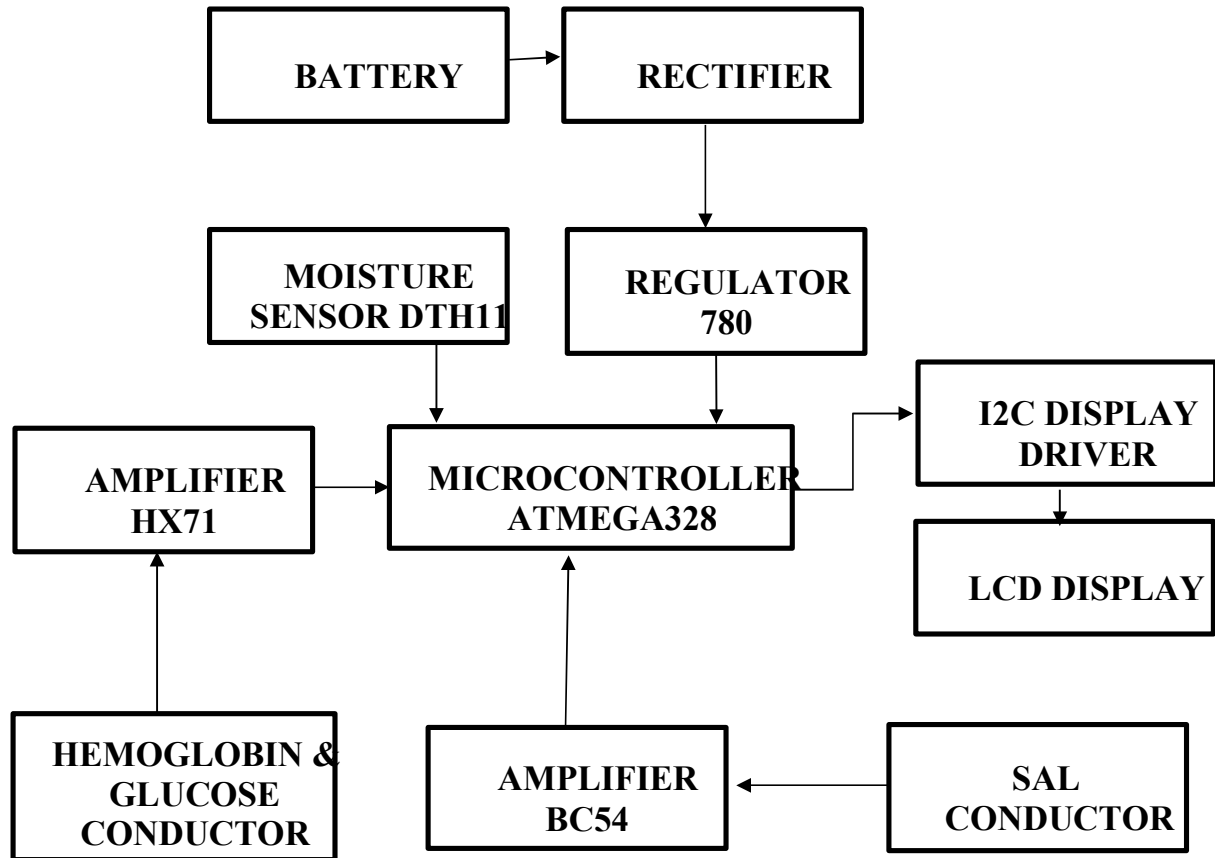 BATTERY
RECTIFIER
MOISTURE
SENSOR DTH11
REGULATOR
780
I2C DISPLAY
DRIVER
AMPLIFIER
HX71
MICROCONTROLLER
ATMEGA328
LCD DISPLAY
HEMOGLOBIN &
GLUCOSE
CONDUCTOR
AMPLIFIER
BC54
SAL
CONDUCTOR